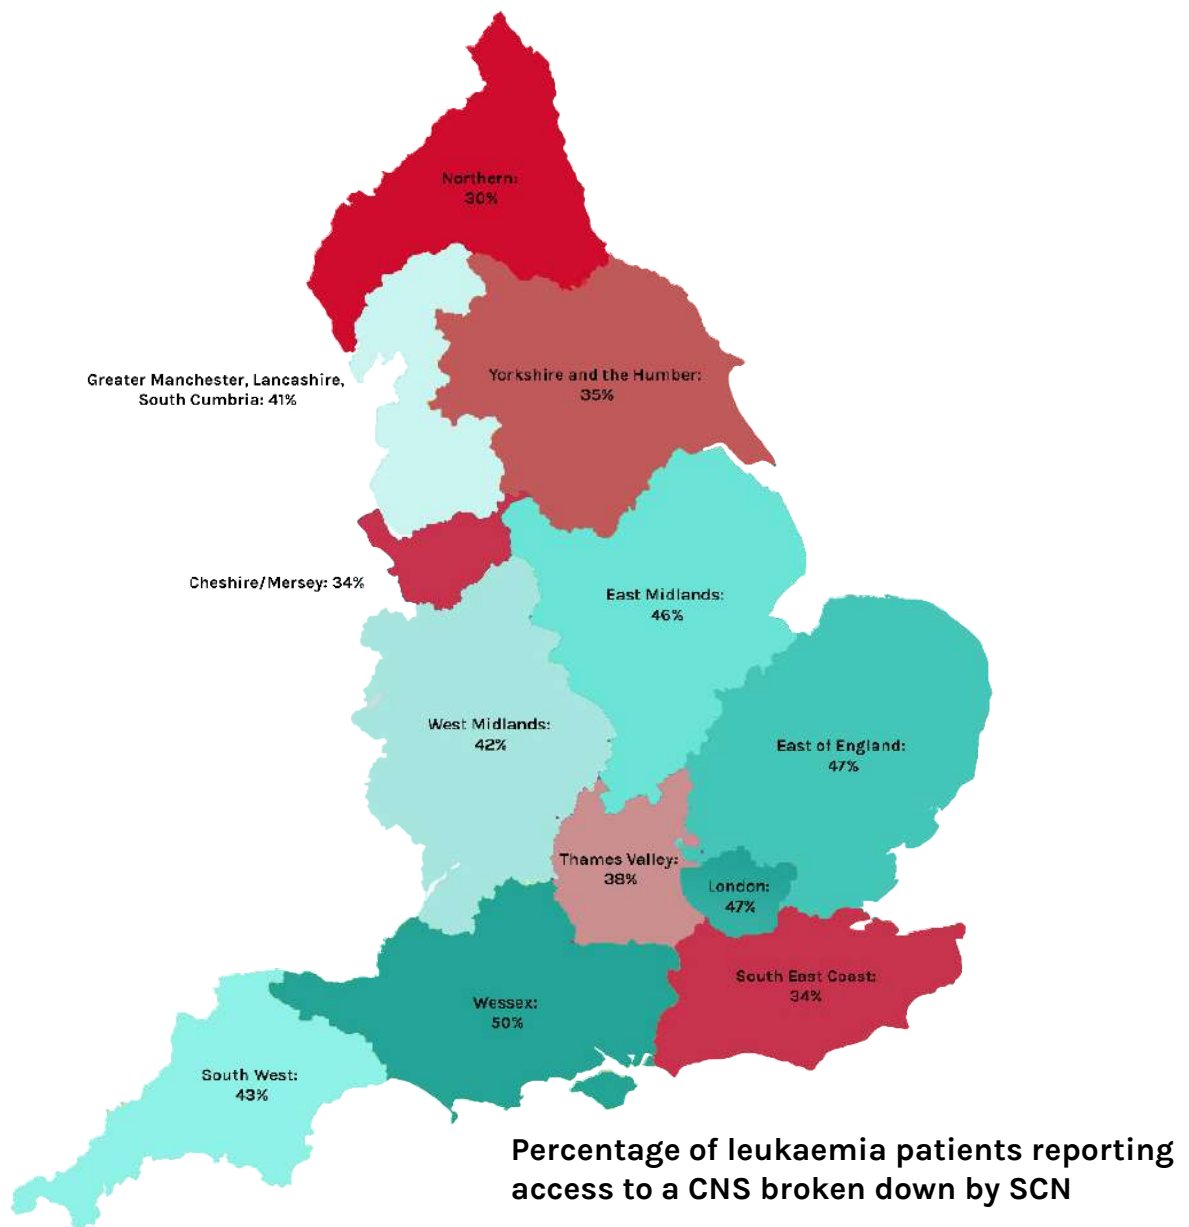 Northern:
30%
Greater Manchester, Lancashire,
South Cumbria: 41%
Yorkshire and the Humber:
35%
Cheshire/Mersey: 34%
East Midlands:
46%
West Midlands:
42%
East of England:
47%
Thames Valley:
38%
London:
47%
South East Coast:
34%
Wessex:
50%
South West:
43%
Percentage of leukaemia patients reporting
access to a CNS broken down by SCN